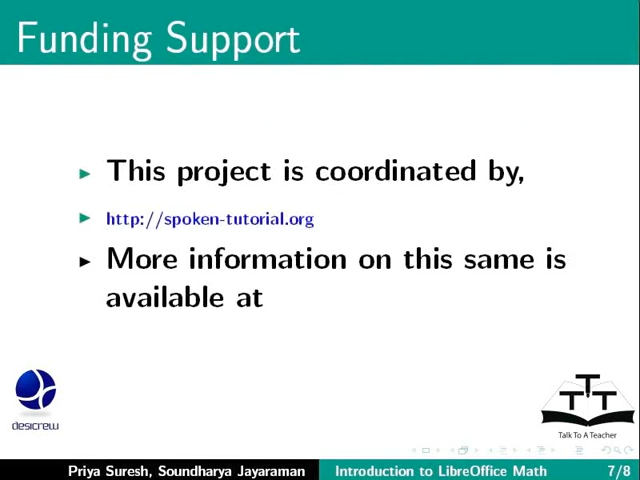 Funding Support
This project is coordinated by,
http://spoken-tutorial.org
More information on this same is
available at
desicrew
T T T
Talk To A Teacher
Priya Suresh, Soundharya Jayaraman Introduction to LibreOffice Math 7/8